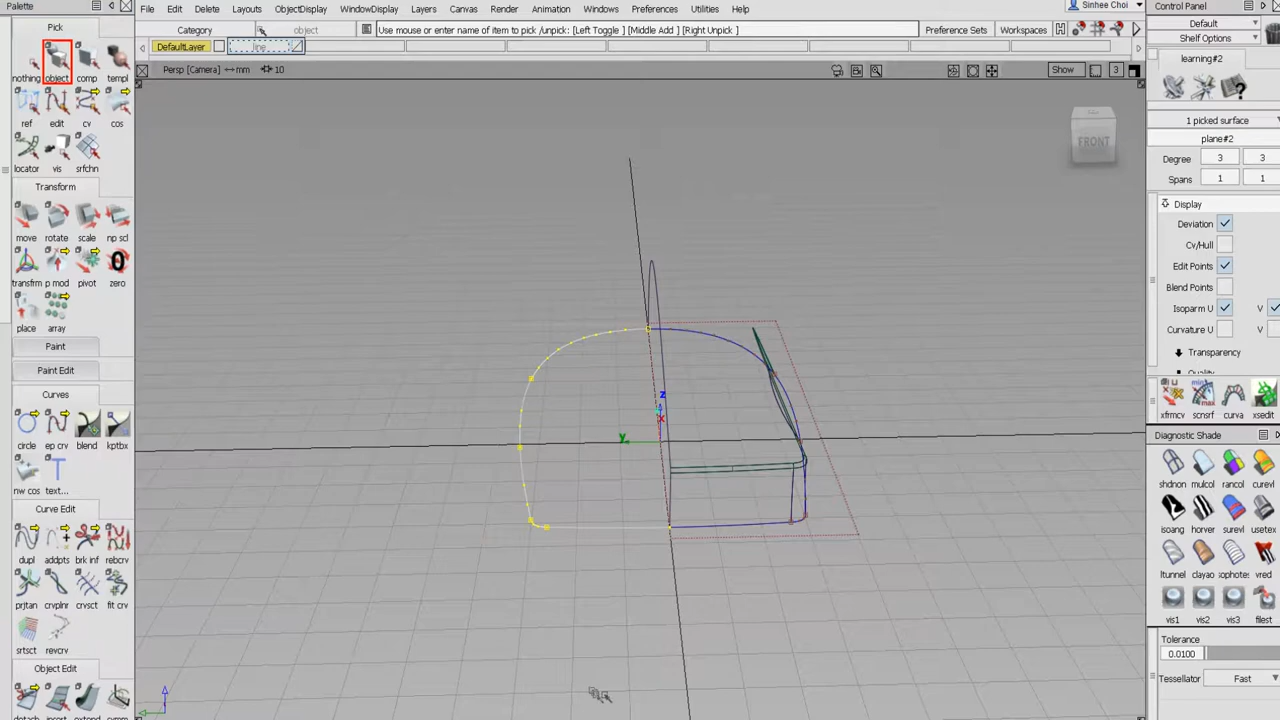 Palette
Edit Delete Layouts ObjectDisplay WindowDisplay Layers Canvas Render Animation Windows Preferences Utilities Help
Sinhee Choi
Control Panel
Category
object
Use mouse or enter name of item to pick /unpick: [Left Toggle ] [Middle Add ] [Right Unpick ]
Preference Sets
Workspaces
DefaultLayer
line
Persp [Camera] mm 10
Show
3
Pick
nothing object comp templ
ref edit cv cos
locator vis srfchn
Transform
move rotate scale np scl
transfrm p mod pivot zero
place array
Paint
Paint Edit
Curves
circle ep crv blend kptbx
nw cos text...
Curve Edit
dupl addpts brk inf rebcrv
prjtan crvplnr crvsct fit crv
srtsct revcrv
Object Edit
FRONT
z
x
y
Default
Shelf Options
learning#2
1 picked surface
plane#2
Degree 3 3
Spans 1 1
Display
Deviation
Cv/Hull
Edit Points
Blend Points
Isoparm U V
Curvature U V
Transparency
xfrmcv scnsrf curva xsedit
Diagnostic Shade
shdnon mulcol rancol curevl
isoang horver surevl usetex
ltunnel clayao isophotes vred
vis1 vis2 vis3 filest
Tolerance
0.0100
Tessellator Fast